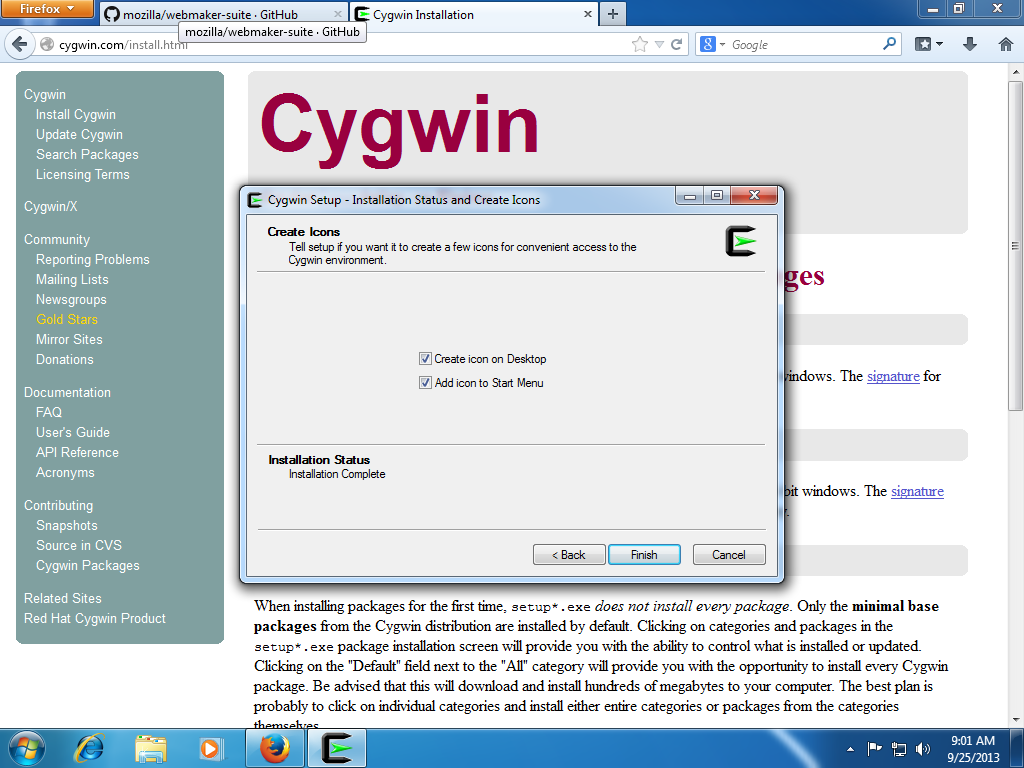 Firefox
mozilla/webmaker-suite · GitHub
Cygwin Installation
mozilla/webmaker-suite · GitHub
cygwin.com/install.html
Google
Cygwin
Install Cygwin
Update Cygwin
Search Packages
Licensing Terms
Cygwin/X
Community
Reporting Problems
Mailing Lists
Newsgroups
Gold Stars
Mirror Sites
Donations
Documentation
FAQ
User's Guide
API Reference
Acronyms
Contributing
Snapshots
Source in CVS
Cygwin Packages
Related Sites
Red Hat Cygwin Product
Cygwin
ges
indows. The signature for
bit windows. The signature
Cygwin Setup - Installation Status and Create Icons
Create Icons
Tell setup if you want it to create a few icons for convenient access to the
Cygwin environment.
Create icon on Desktop
Add icon to Start Menu
Installation Status
Installation Complete
< Back
Finish
Cancel
When installing packages for the first time, setup*.exe does not install every package. Only the minimal base
packages from the Cygwin distribution are installed by default. Clicking on categories and packages in the
setup*.exe package installation screen will provide you with the ability to control what is installed or updated.
Clicking on the "Default" field next to the "All" category will provide you with the opportunity to install every Cygwin
package. Be advised that this will download and install hundreds of megabytes to your computer. The best plan is
probably to click on individual categories and install either entire categories or packages from the categories
themselves.
9:01 AM
9/25/2013